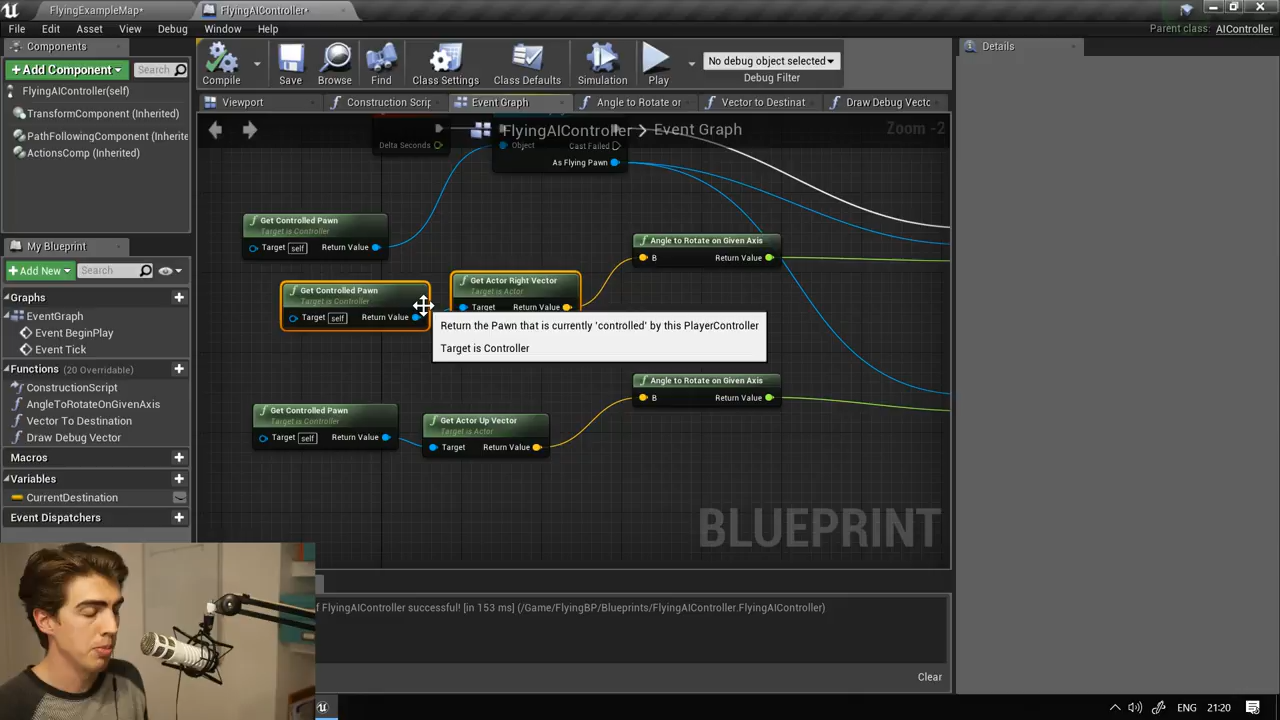 FlyingExampleMap*
FlyingAIController*
File
Edit
Asset
View
Debug
Window
Help
Parent class: AIController
Components
+ Add Component
Search
FlyingAIController(self)
TransformComponent (Inherited)
PathFollowingComponent (Inherite
ActionsComp (Inherited)
My Blueprint
+ Add New
Search
Graphs
EventGraph
Event BeginPlay
Event Tick
Functions (20 Overridable)
ConstructionScript
AngleToRotateOnGivenAxis
Vector To Destination
Draw Debug Vector
Macros
Variables
CurrentDestination
Event Dispatchers
Compile
Save
Browse
Find
Class Settings
Class Defaults
Simulation
Play
No debug object selected
Debug Filter
Viewport
Construction Scrip
Event Graph
Angle to Rotate or
Vector to Destinat
Draw Debug Vectc
FlyingAIController > Event Graph
Zoom -2
Delta Seconds
Object
Cast Failed
As Flying Pawn
Get Controlled Pawn
Target is Controller
Target self
Return Value
Angle to Rotate on Given Axis
B
Return Value
Get Controlled Pawn
Target is Controller
Target self
Return Value
Get Actor Right Vector
Target is Actor
Target
Return Value
Return the Pawn that is currently 'controlled' by this PlayerController
Target is Controller
Angle to Rotate on Given Axis
B
Return Value
Get Controlled Pawn
Target is Controller
Target self
Return Value
Get Actor Up Vector
Target is Actor
Target
Return Value
BLUEPRINT
FlyingAIController successful! [in 153 ms] (/Game/FlyingBP/Blueprints/FlyingAIController.FlyingAIController)
Clear
Details
ENG
21:20